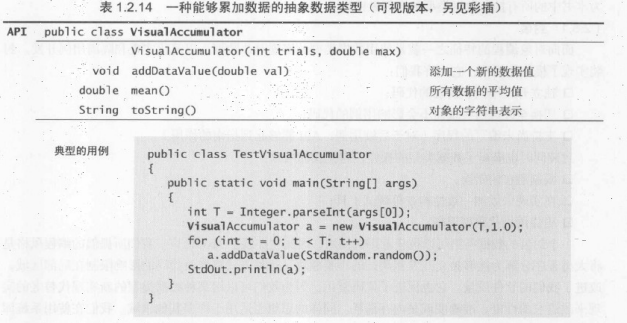 表 1.2.14 一种能够累加数据的抽象数据类型（可视版本，另见彩插）
API public class VisualAccumulator
VisualAccumulator(int trials, double max)
void addDataValue(double val) 添加一个新的数据值
double mean() 所有数据的平均值
String toString() 对象的字符串表示
典型的用例
public class TestVisualAccumulator
{
public static void main(String[] args)
{
int T = Integer.parseInt(args[0]);
VisualAccumulator a = new VisualAccumulator(T,1.0);
for (int t = 0; t < T; t++)
a.addDataValue(StdRandom.random());
StdOut.println(a);
}
}